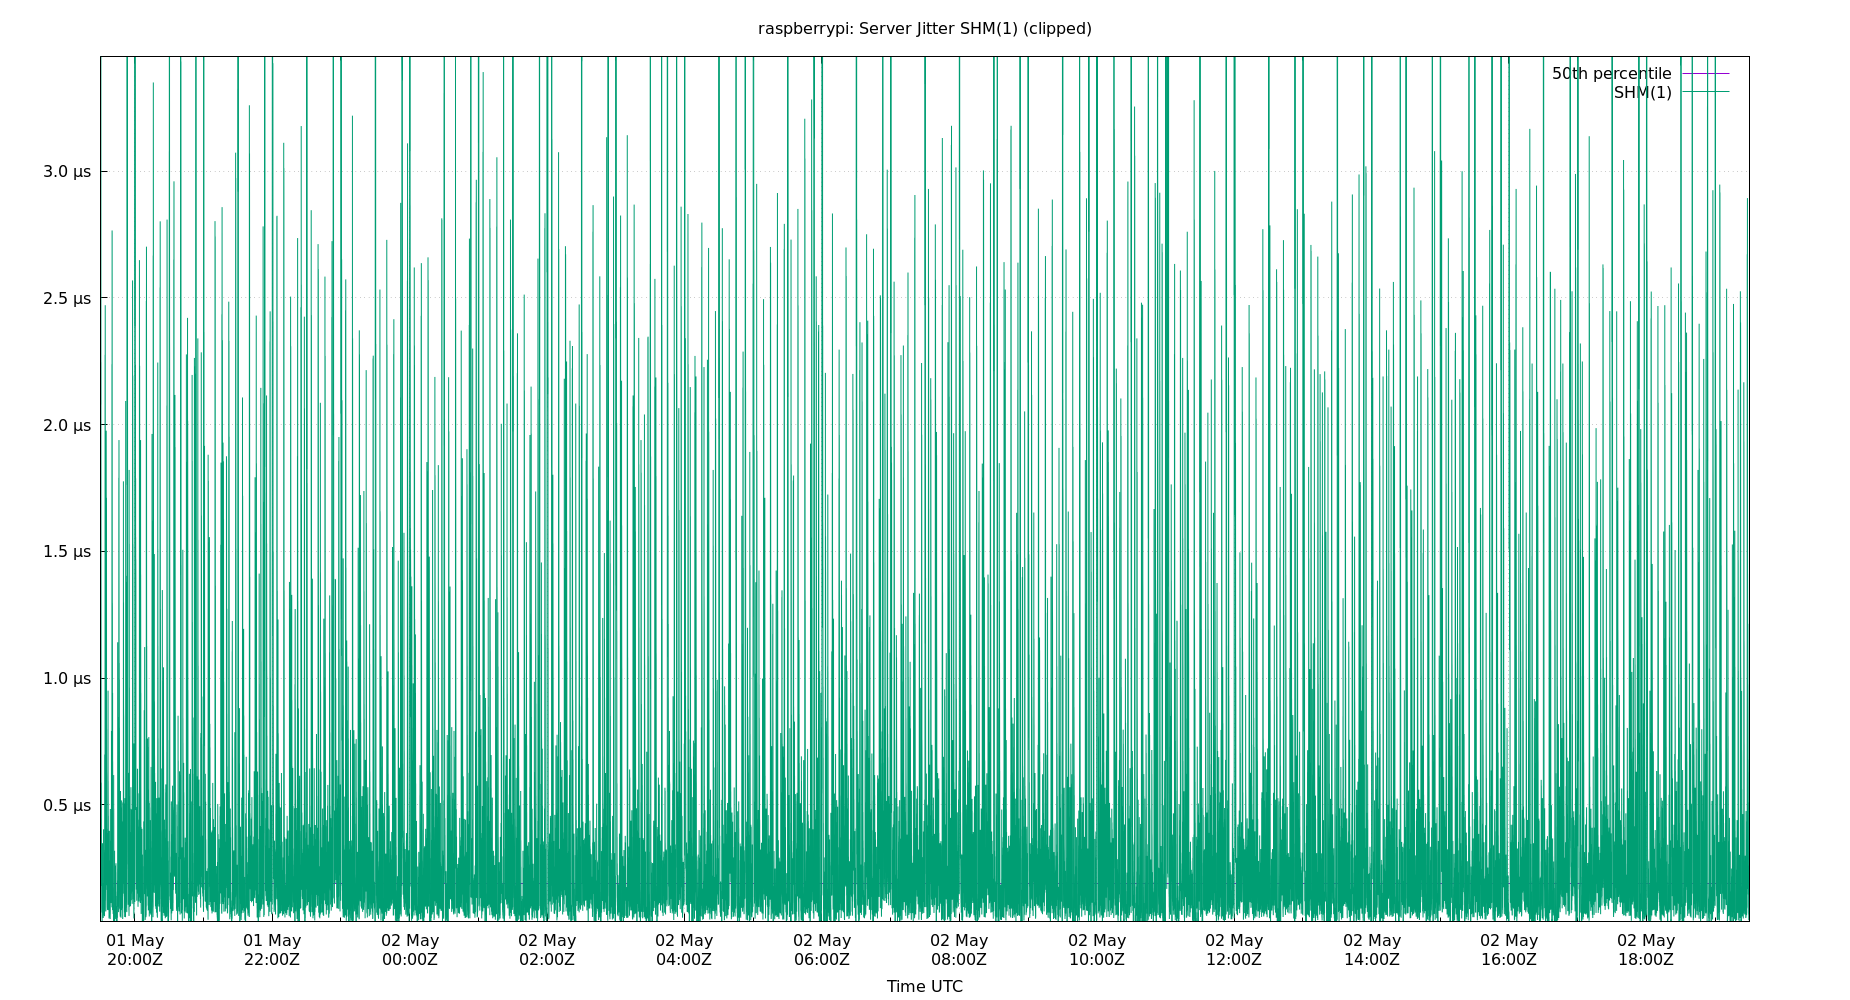 raspberrypi: Server Jitter SHM(1) (clipped)
50th percentile
SHM(1)
3.0 µs
2.5 µs
2.0 µs
1.5 µs
1.0 µs
0.5 µs
01 May 01 May 02 May 02 May 02 May 02 May 02 May 02 May 02 May 02 May 02 May 02 May
20:00Z 22:00Z 00:00Z 02:00Z 04:00Z 06:00Z 08:00Z 10:00Z 12:00Z 14:00Z 16:00Z 18:00Z
Time UTC